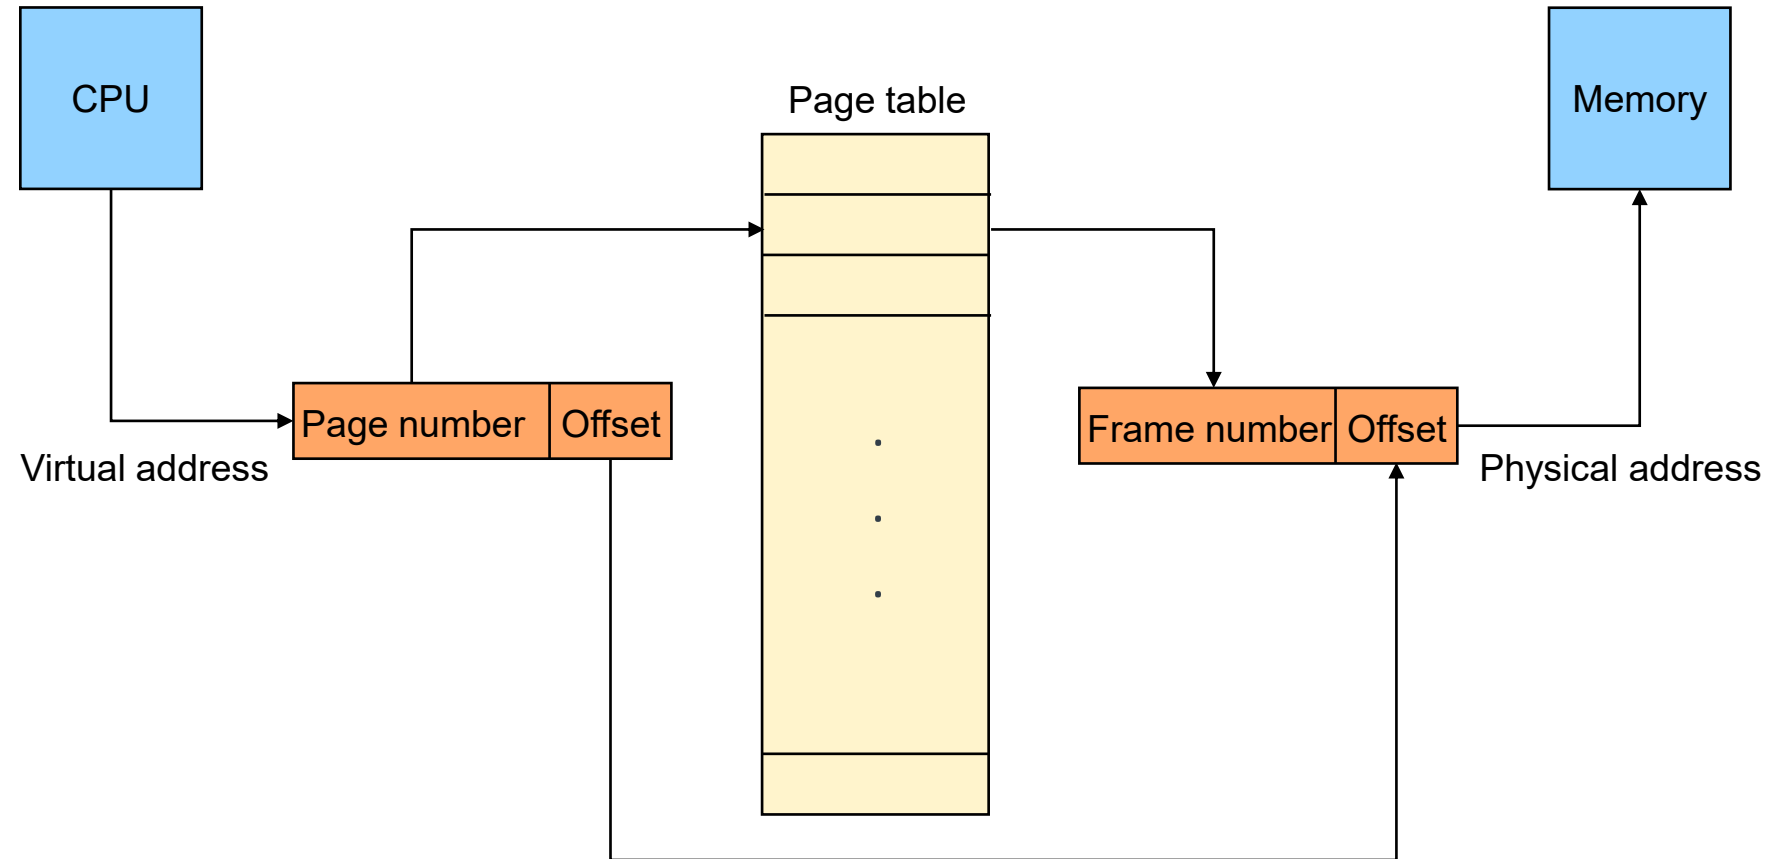 CPU
Page table
Memory
Page number
Offset
Frame number
Offset
Virtual address
Physical address